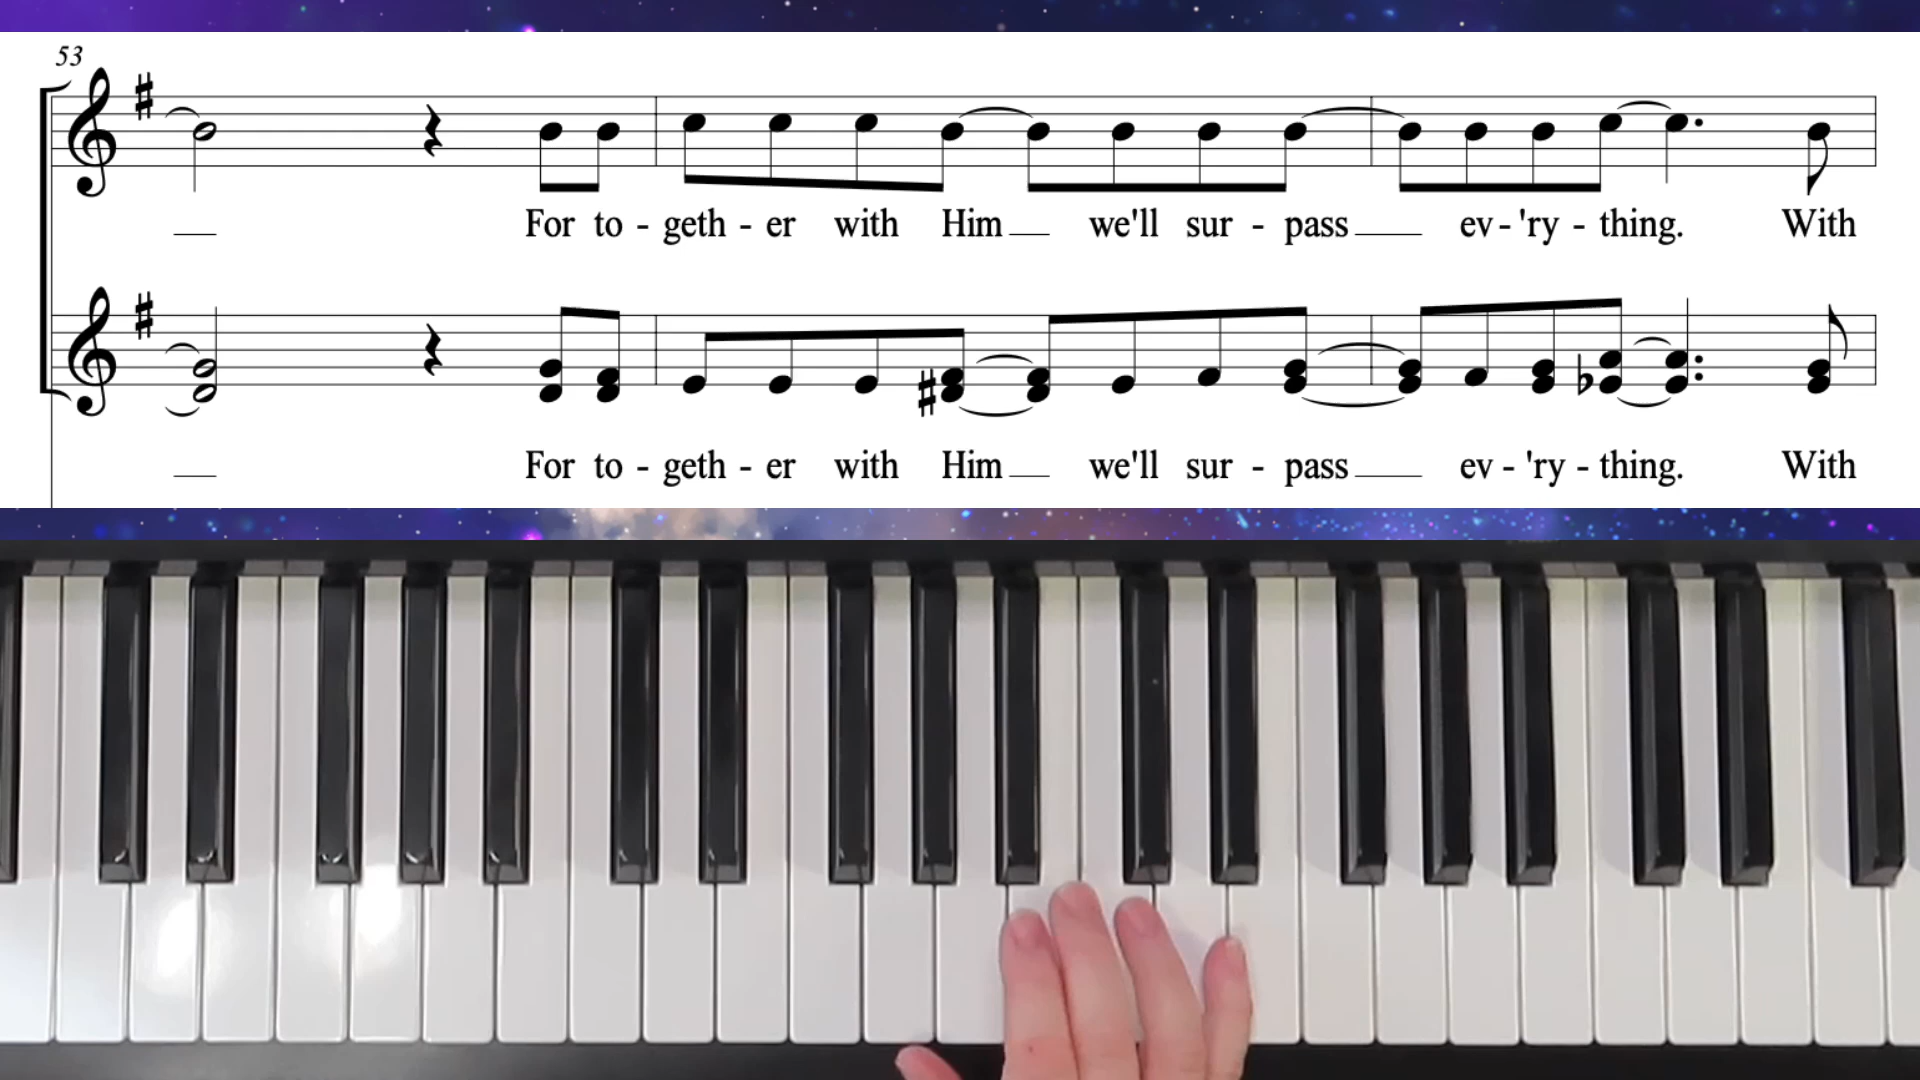 53
For to - geth - er with Him we'll sur - pass ev - 'ry - thing. With
For to - geth - er with Him we'll sur - pass ev - 'ry - thing. With